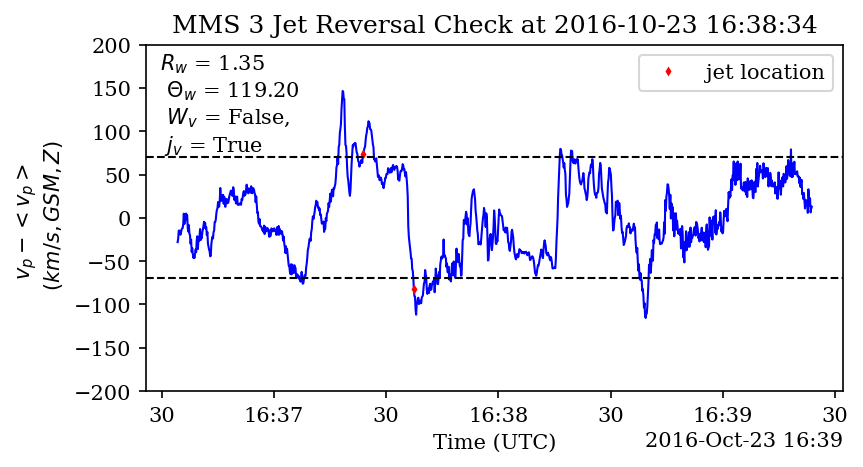 MMS 3 Jet Reversal Check at 2016-10-23 16:38:34
R_w = 1.35
Θ_w = 119.20
W_v = False,
j_v = True
jet location
v_p − < v_p >
(km/s, GSM, Z)
200
150
100
50
0
−50
−100
−150
−200
30
16:37
30
16:38
30
16:39
30
Time (UTC)
2016-Oct-23 16:39